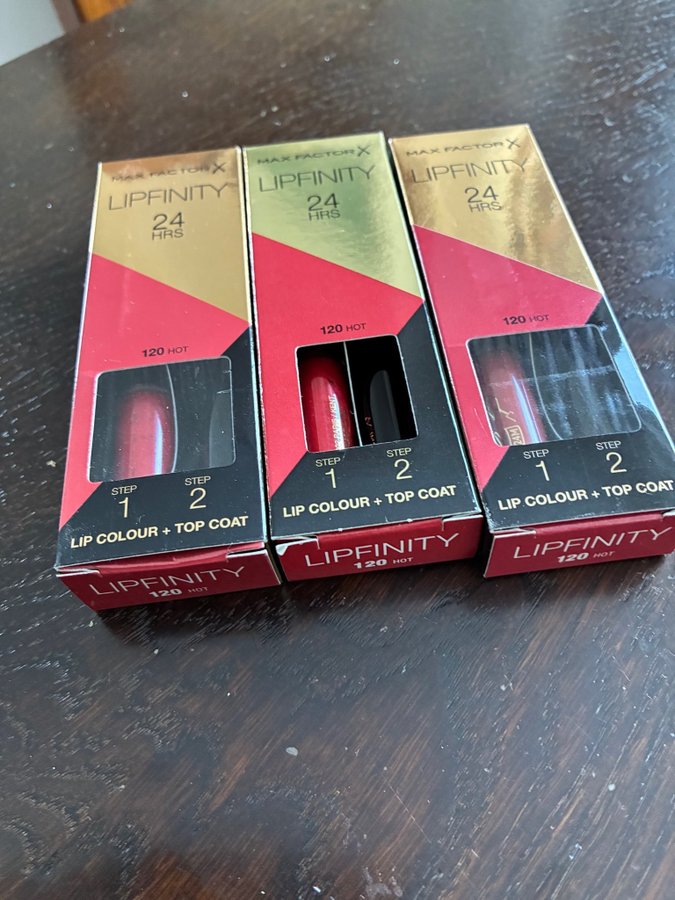 MAX FACTOR X
LIPFINITY
24
HRS
120 HOT
STEP
1
STEP
2
LIP COLOUR + TOP COAT
LIPFINITY
120 HOT
MAX FACTOR X
LIPFINITY
24
HRS
120 HOT
STEP
1
STEP
2
LIP COLOUR + TOP COAT
LIPFINITY
120 HOT
MAX FACTOR X
LIPFINITY
24
HRS
120 HOT
24M
STEP
1
STEP
2
LIP COLOUR + TOP COAT
LIPFINITY
120 HOT